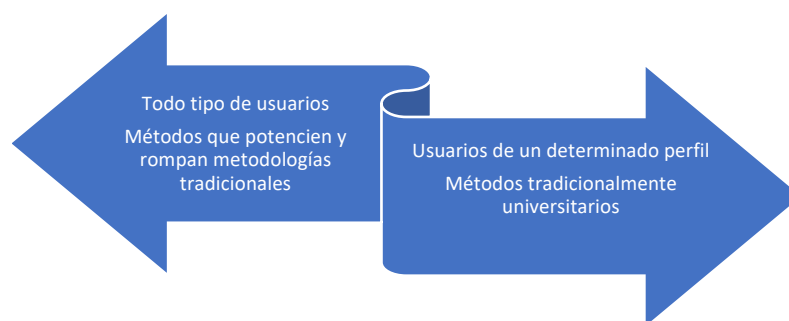 Todo tipo de usuarios
Métodos que potencien y
rompan metodologías
tradicionales
Usuarios de un determinado perfil
Métodos tradicionalmente
universitarios